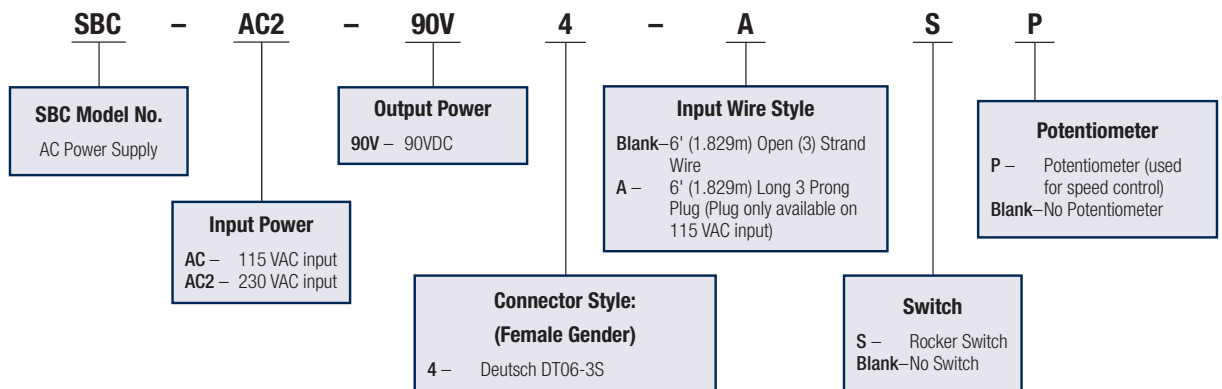 SBC – AC2 - 90V 4 - A S P
SBC Model No.
AC Power Supply
Output Power
90V – 90VDC
Input Wire Style
Blank–6' (1.829m) Open (3) Strand
Wire
A – 6' (1.829m) Long 3 Prong
Plug (Plug only available on
115 VAC input)
Potentiometer
P – Potentiometer (used
for speed control)
Blank–No Potentiometer
Input Power
AC – 115 VAC input
AC2 – 230 VAC input
Connector Style:
(Female Gender)
4 – Deutsch DT06-3S
Switch
S – Rocker Switch
Blank–No Switch